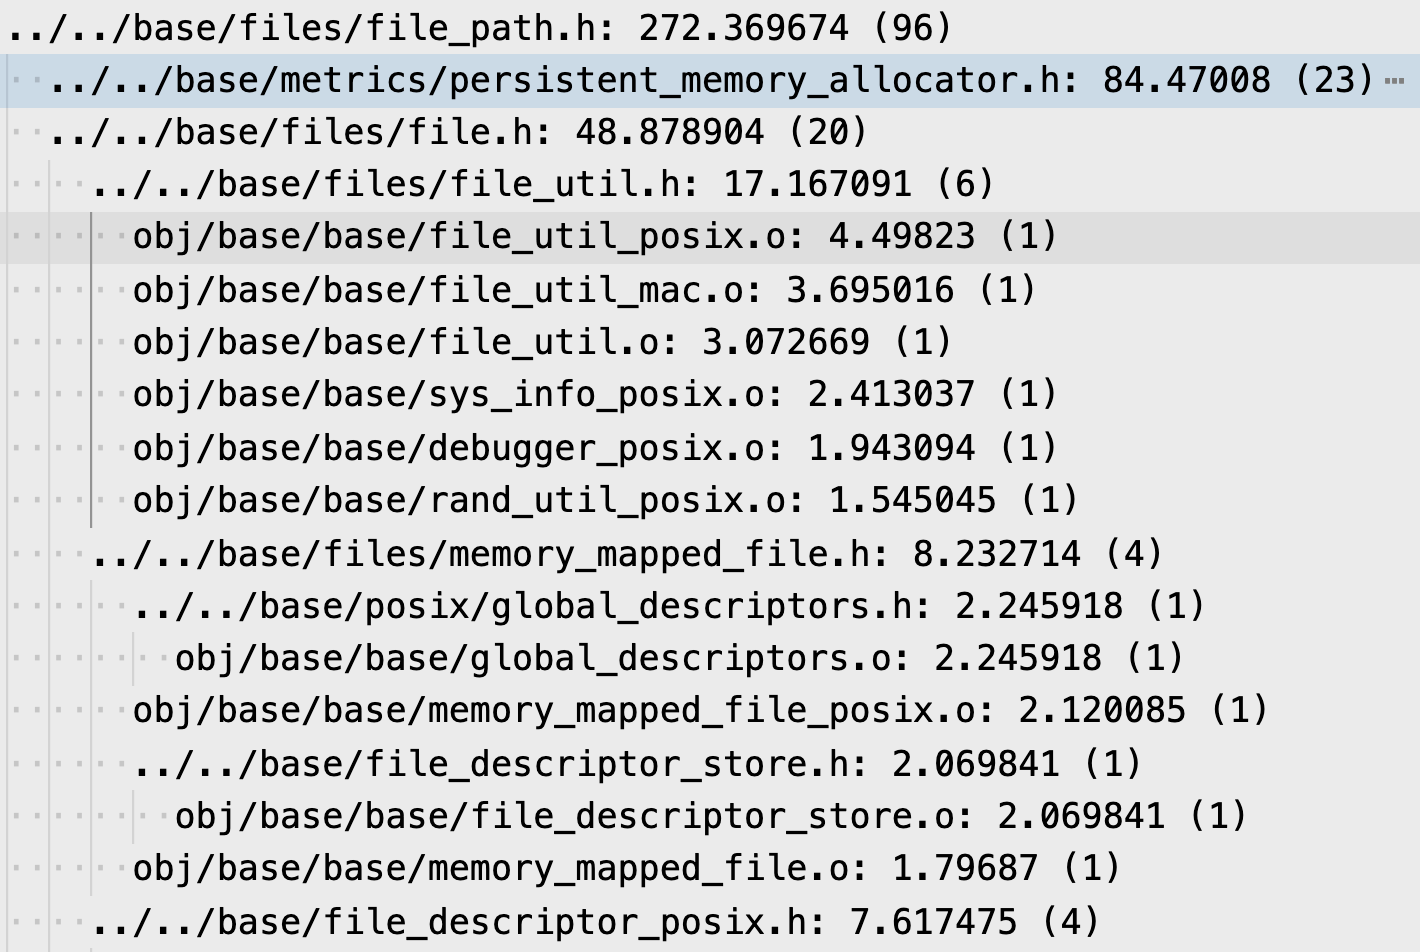 ../../base/files/file_path.h: 272.369674 (96)
../../base/metrics/persistent_memory_allocator.h: 84.47008 (23)
../../base/files/file.h: 48.878904 (20)
../../base/files/file_util.h: 17.167091 (6)
obj/base/base/file_util_posix.o: 4.49823 (1)
obj/base/base/file_util_mac.o: 3.695016 (1)
obj/base/base/file_util.o: 3.072669 (1)
obj/base/base/sys_info_posix.o: 2.413037 (1)
obj/base/base/debugger_posix.o: 1.943094 (1)
obj/base/base/rand_util_posix.o: 1.545045 (1)
../../base/files/memory_mapped_file.h: 8.232714 (4)
../../base/posix/global_descriptors.h: 2.245918 (1)
obj/base/base/global_descriptors.o: 2.245918 (1)
obj/base/base/memory_mapped_file_posix.o: 2.120085 (1)
../../base/file_descriptor_store.h: 2.069841 (1)
obj/base/base/file_descriptor_store.o: 2.069841 (1)
obj/base/base/memory_mapped_file.o: 1.79687 (1)
../../base/file_descriptor_posix.h: 7.617475 (4)